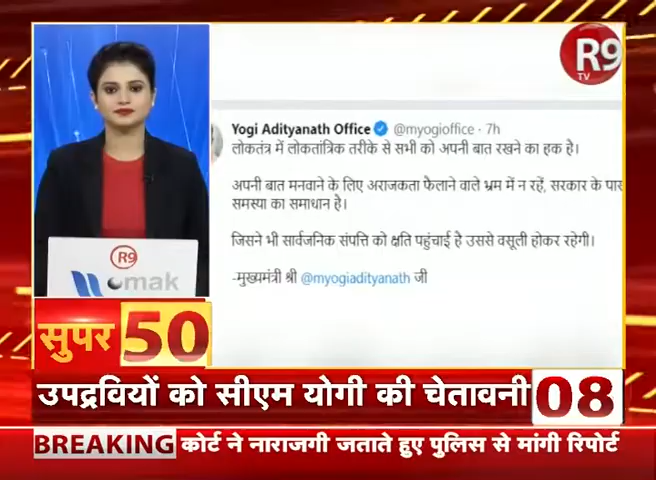 R9
TV
Yogi Adityanath Office @myogioffice · 7h
लोकतंत्र में लोकतांत्रिक तरीके से सभी को अपनी बात रखने का हक है।
अपनी बात मनवाने के लिए अराजकता फैलाने वाले भ्रम में न रहें, सरकार के पास
समस्या का समाधान है।
जिसने भी सार्वजनिक संपत्ति को क्षति पहुंचाई है उससे वसूली होकर रहेगी।
-मुख्यमंत्री श्री @myogiadityanath जी
R9
omak
सुपर 50
उपद्रवियों को सीएम योगी की चेतावनी 08
BREAKING कोर्ट ने नाराजगी जताते हुए पुलिस से मांगी रिपोर्ट